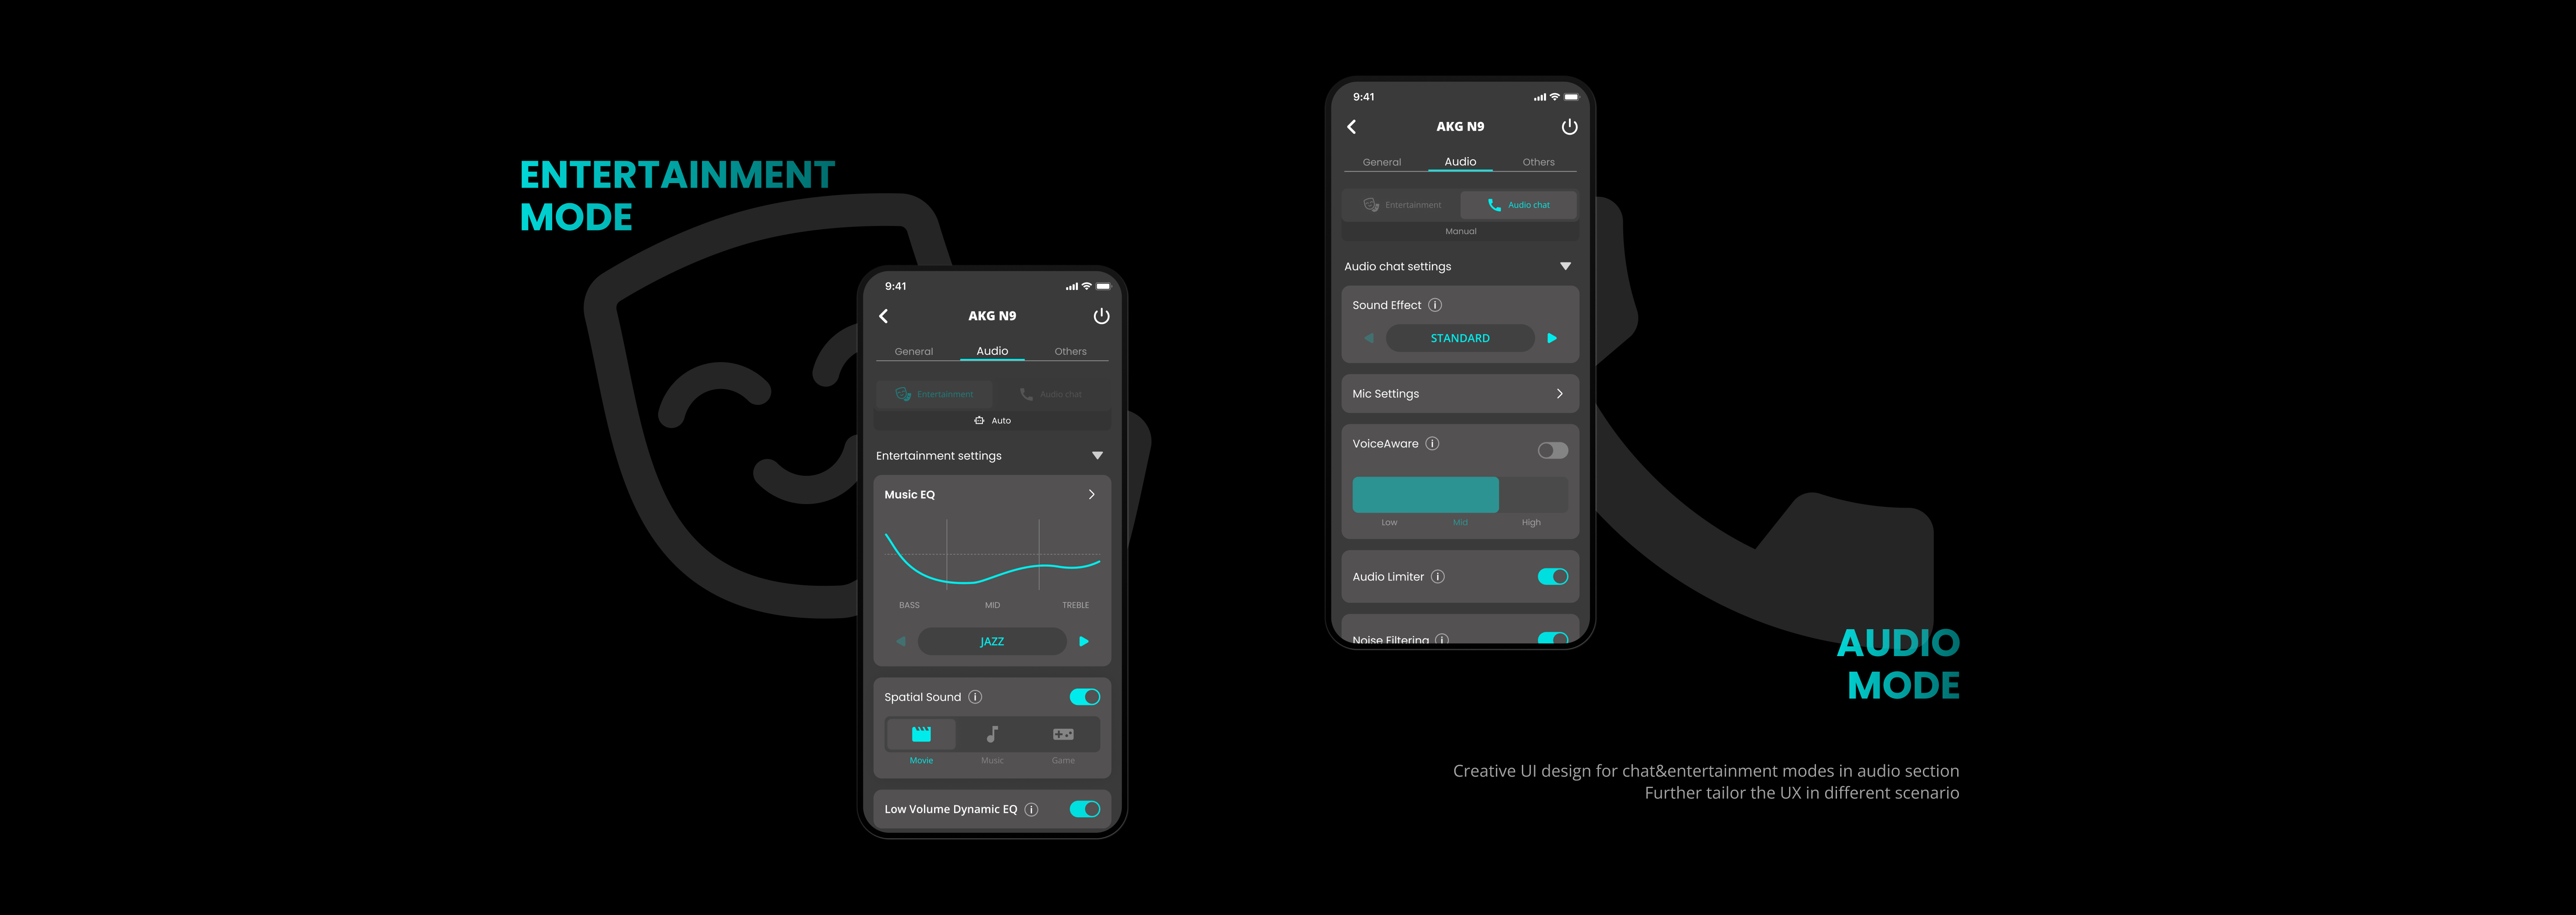 ENTERTAINMENT
MODE
9:41
AKG N9
General Audio Others
Entertainment Audio chat
Auto
Entertainment settings
Music EQ
BASS MID TREBLE
JAZZ
Spatial Sound
Movie Music Game
Low Volume Dynamic EQ
9:41
AKG N9
General Audio Others
Entertainment Audio chat
Manual
Audio chat settings
Sound Effect
STANDARD
Mic Settings
VoiceAware
Low Mid High
Audio Limiter
Noise Filtering
AUDIO
MODE
Creative UI design for chat&entertainment modes in audio section
Further tailor the UX in different scenario